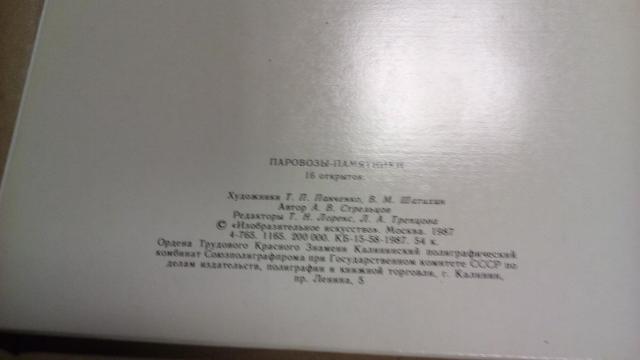 ПАРОВОЗЫ-ПАМЯТНИКИ
16 открыток
Художники Т. П. Панченко, В. М. Шатихин
Автор А. В. Стрельцов
Редакторы Т. Н. Лорекс, Л. А. Трепцова
© «Изобразительное искусство». Москва. 1987
4-765. 1165. 200 000. КБ-15-58-1987. 54 к.
Ордена Трудового Красного Знамени Калининский полиграфический
комбинат Союзполиграфпрома при Государственном комитете СССР по
делам издательств, полиграфии и книжной торговли, г. Калинин,
пр. Ленина, 5